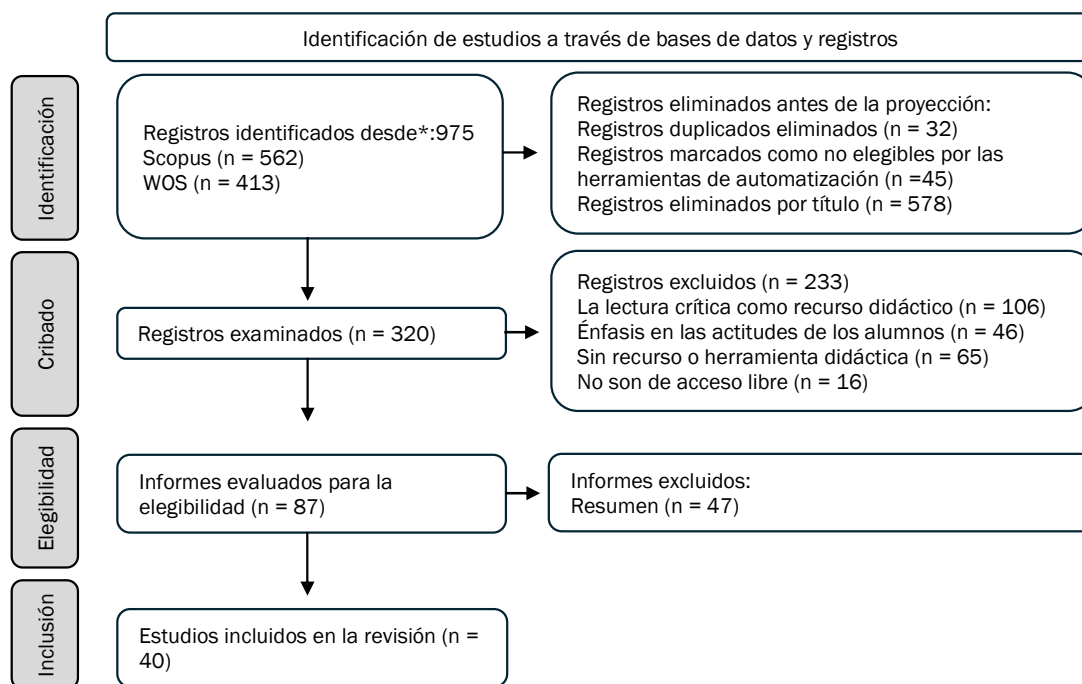 Identificación de estudios a través de bases de datos y registros
Identificación
Registros identificados desde*:975
Scopus (n = 562)
WOS (n = 413)
Registros eliminados antes de la proyección:
Registros duplicados eliminados (n = 32)
Registros marcados como no elegibles por las
herramientas de automatización (n =45)
Registros eliminados por título (n = 578)
Cribado
Registros examinados (n = 320)
Registros excluidos (n = 233)
La lectura crítica como recurso didáctico (n = 106)
Énfasis en las actitudes de los alumnos (n = 46)
Sin recurso o herramienta didáctica (n = 65)
No son de acceso libre (n = 16)
Elegibilidad
Informes evaluados para la
elegibilidad (n = 87)
Informes excluidos:
Resumen (n = 47)
Inclusión
Estudios incluidos en la revisión (n =
40)